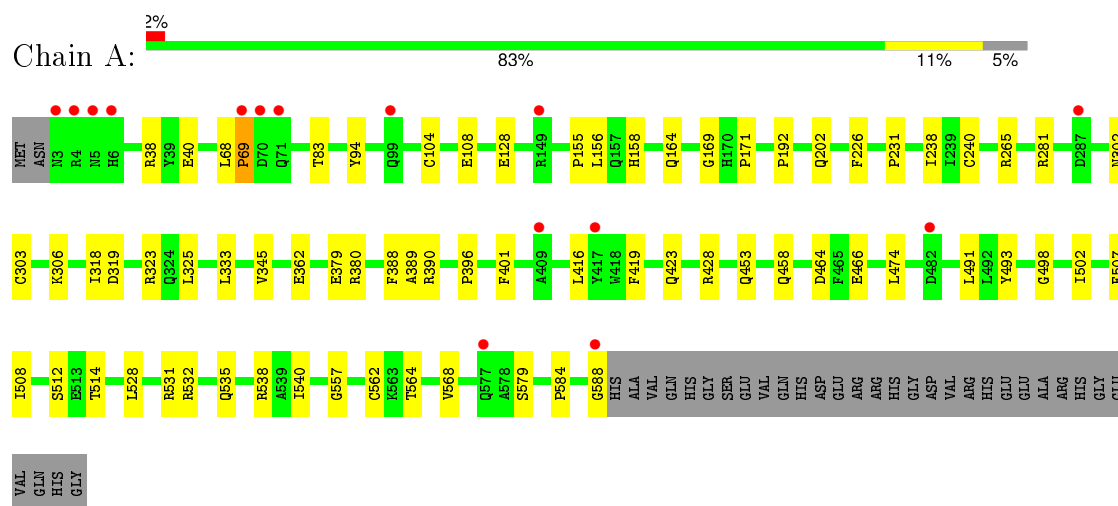 2%
Chain A:
83% 11% 5%
MET ASN N3 R4 N5 H6 R38 Y39 E40 L68 P69 D70 Q71 T83 Y94 Q99 C104 E108 E128 R149 P155 L156 Q157 H158 Q164 G169 H170 P171 P192 Q202 F226 P231 I238 I239 C240 R265 R281 D287 N302
C303 K306 I318 D319 R323 Q324 L325 L333 V345 E362 E379 R380 F388 A389 R390 P396 F401 A409 L416 Y417 W418 F419 Q423 R428 Q453 Q458 D464 F465 E466 L474 D482 L491 L492 Y493 G498 I502 E507
I508 S512 E513 T514 L528 R531 R532 Q535 R538 A539 I540 G557 C562 K563 T564 V568 Q577 A578 S579 P584 G588 HIS ALA VAL GLN HIS GLY SER GLU VAL GLN HIS ASP GLU ARG ARG HIS GLY ASP VAL ARG HIS GLU GLU ALA ARG HIS GLY GLU
VAL GLN HIS GLY